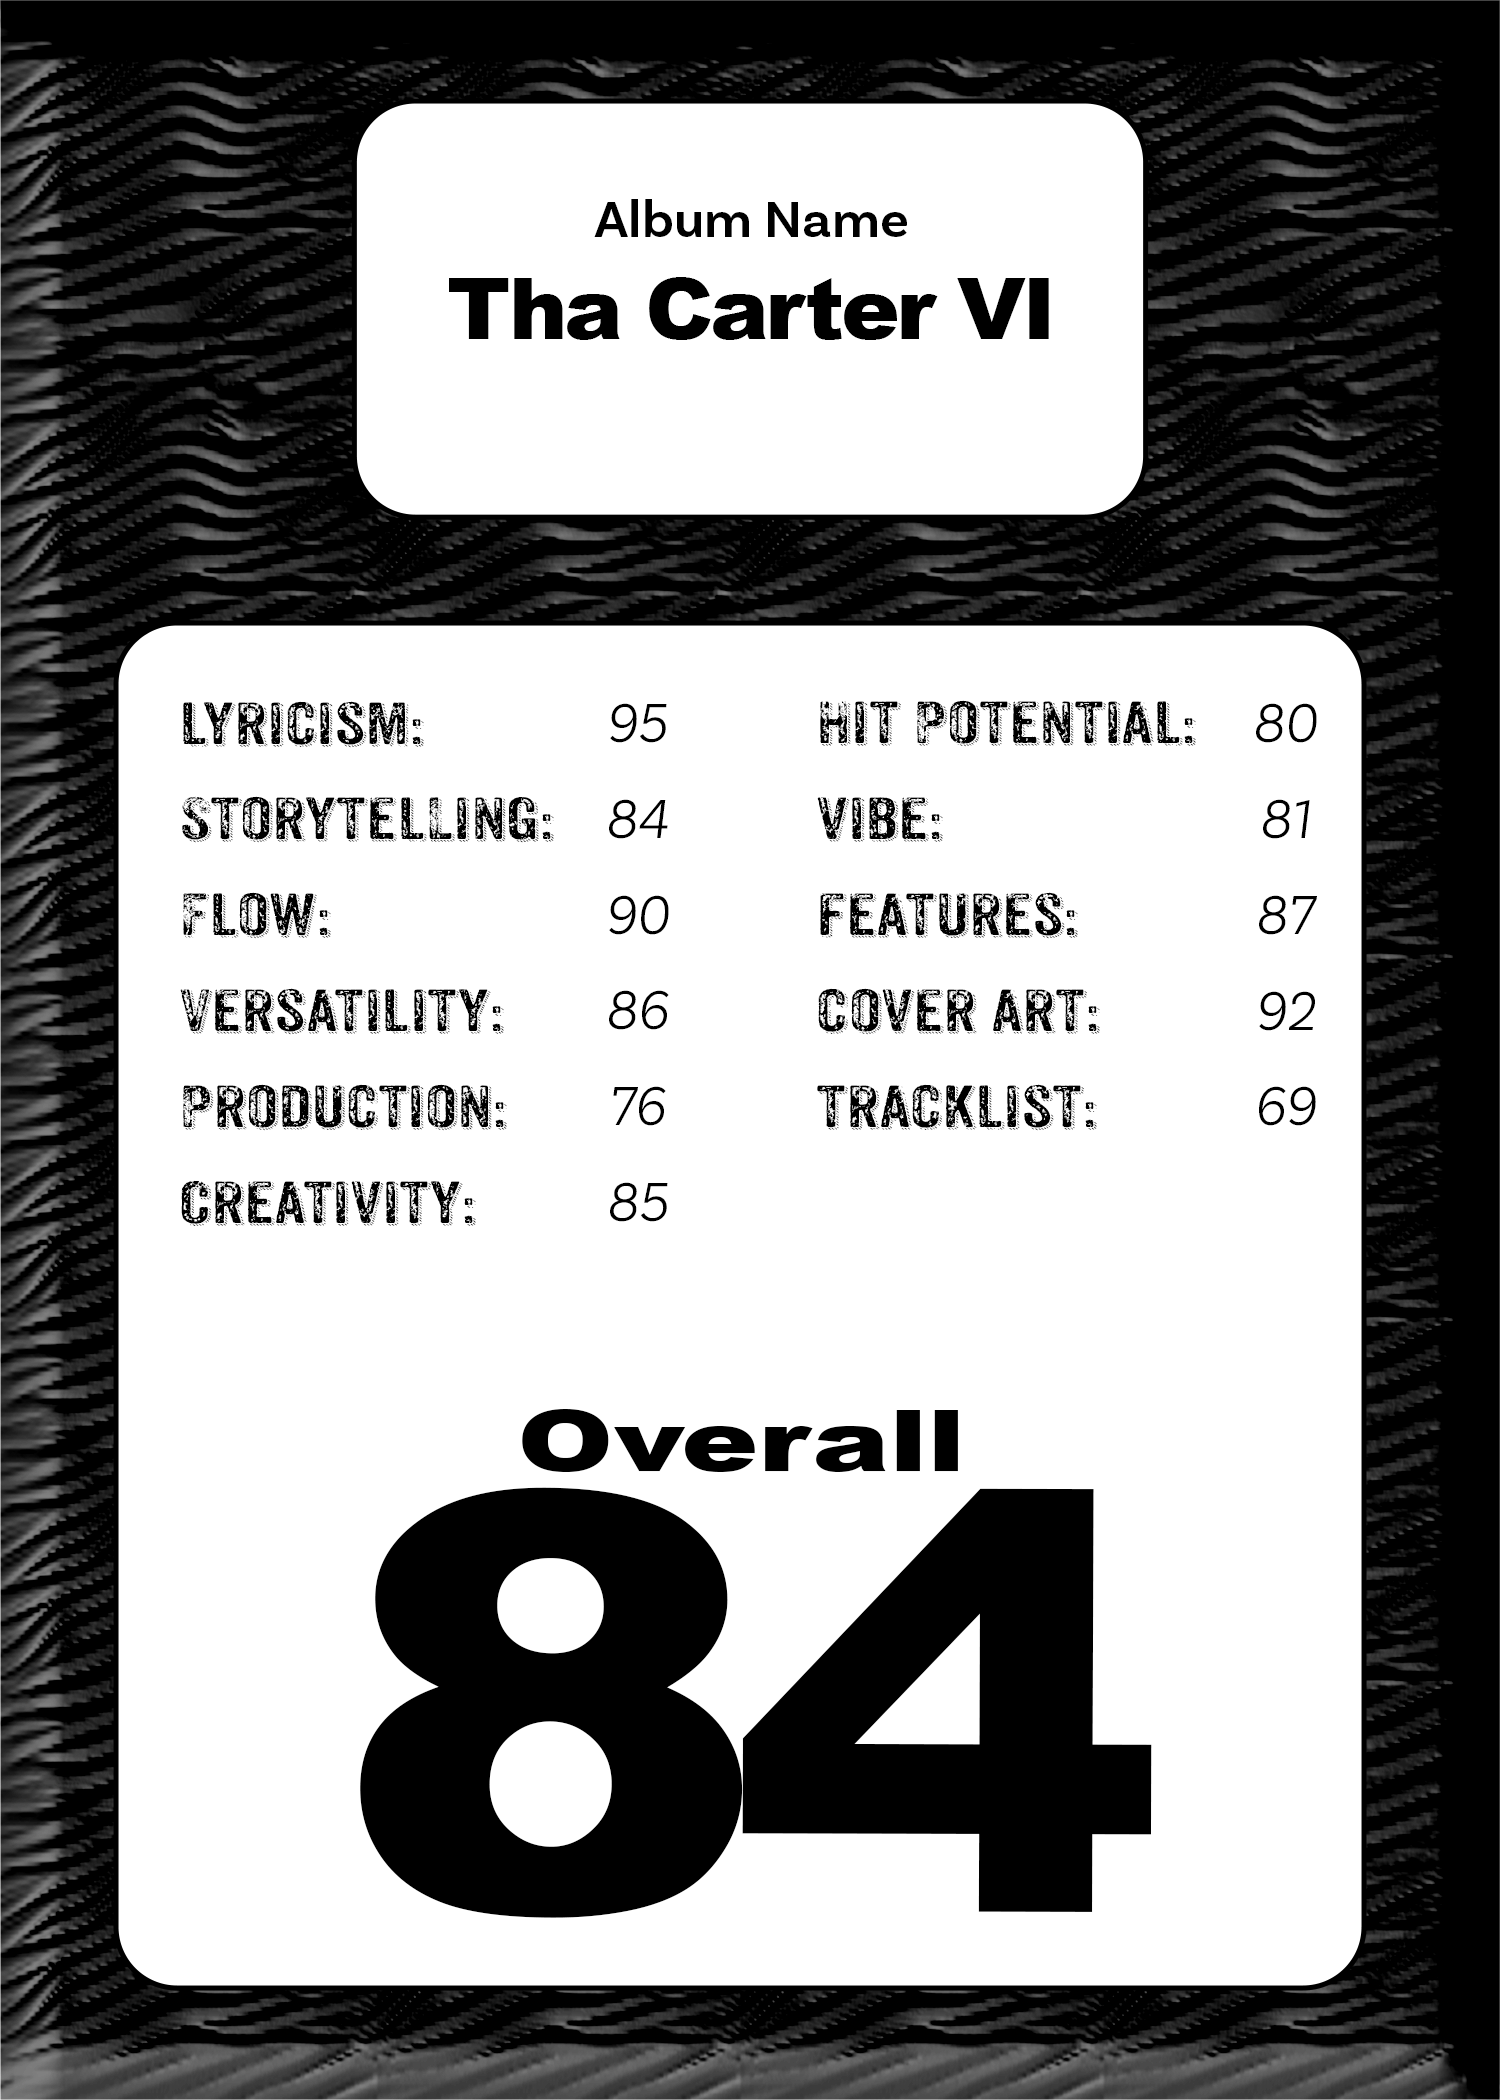 Album Name
Tha Carter VI
LYRICISM: 95
STORYTELLING: 84
FLOW: 90
VERSATILITY: 86
PRODUCTION: 76
CREATIVITY: 85
HIT POTENTIAL: 80
VIBE: 81
FEATURES: 87
COVER ART: 92
TRACKLIST: 69
Overall
84